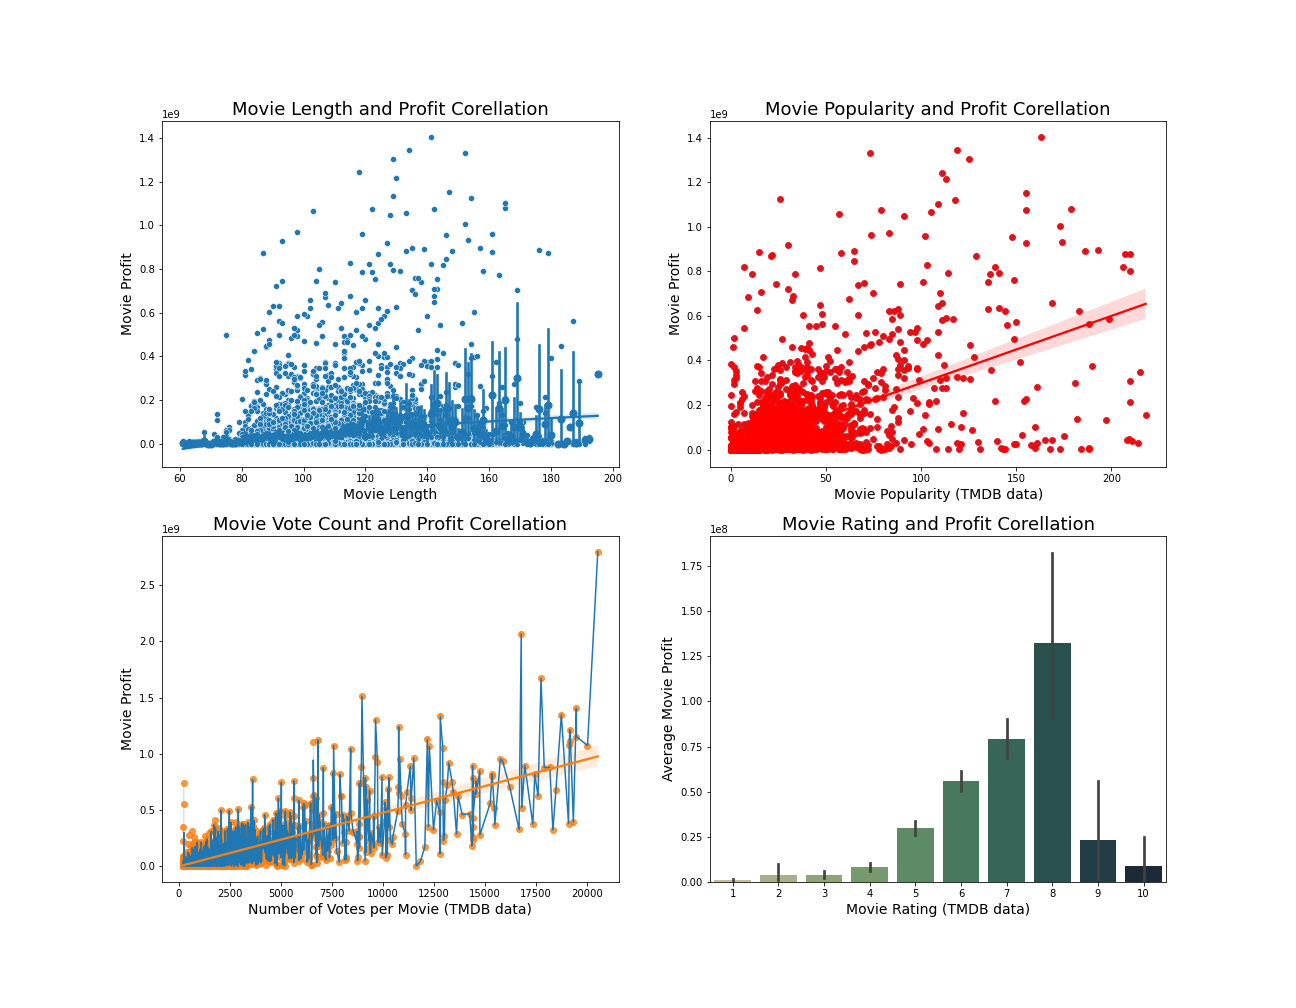 Movie Length and Profit Corellation
1e9
1.4
1.2
1.0
0.8
0.6
0.4
0.2
0.0
Movie Profit
60 80 100 120 140 160 180 200
Movie Length
Movie Popularity and Profit Corellation
1e9
1.4
1.2
1.0
0.8
0.6
0.4
0.2
0.0
Movie Profit
0 50 100 150 200
Movie Popularity (TMDB data)
Movie Vote Count and Profit Corellation
1e9
2.5
2.0
1.5
1.0
0.5
0.0
Movie Profit
0 2500 5000 7500 10000 12500 15000 17500 20000
Number of Votes per Movie (TMDB data)
Movie Rating and Profit Corellation
1e8
1.75
1.50
1.25
1.00
0.75
0.50
0.25
0.00
Average Movie Profit
1 2 3 4 5 6 7 8 9 10
Movie Rating (TMDB data)